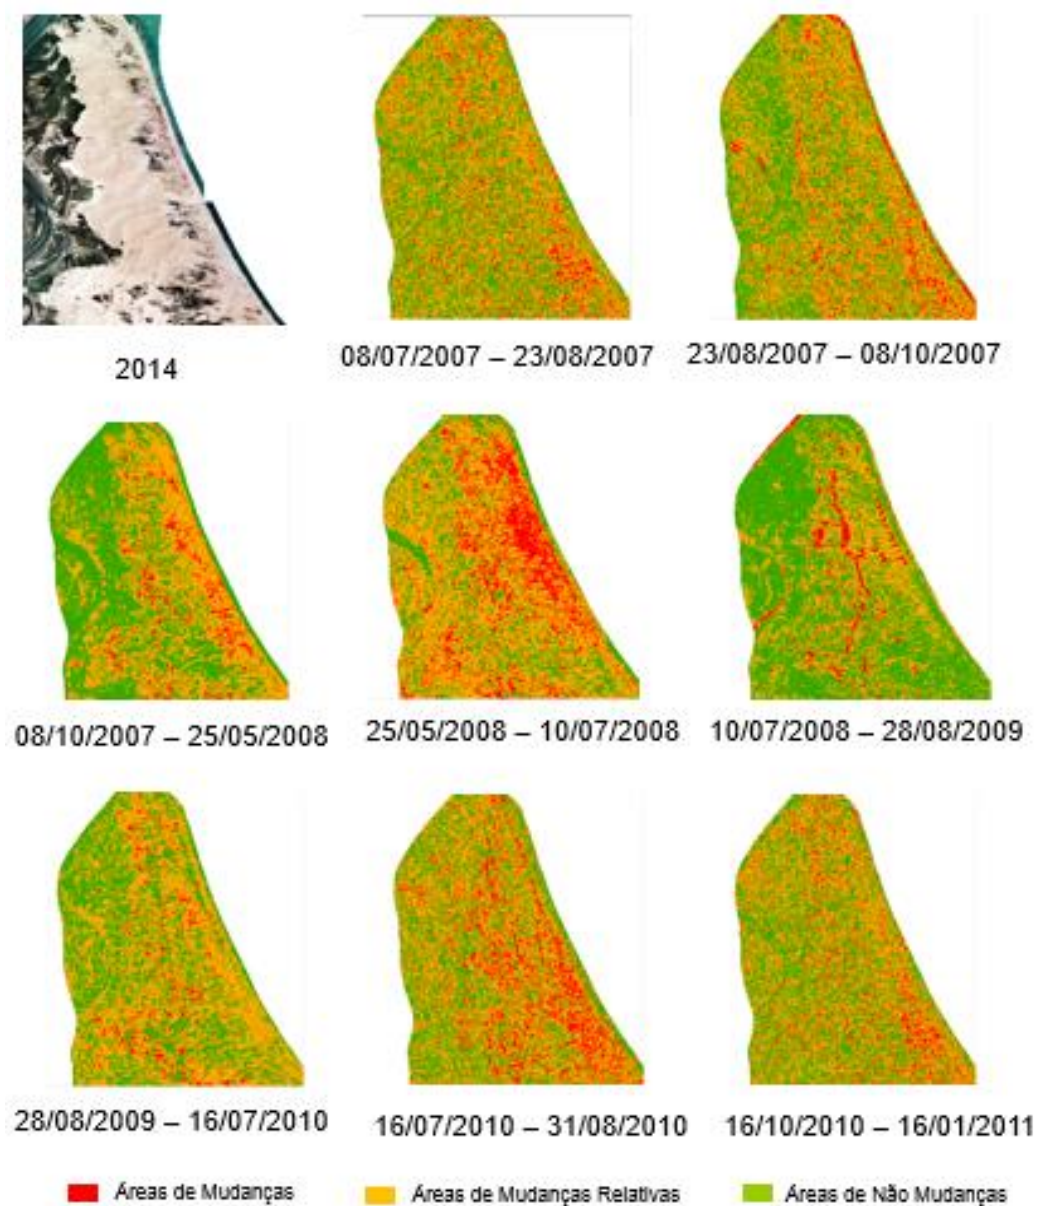 2014
08/07/2007 – 23/08/2007
23/08/2007 – 08/10/2007
08/10/2007 – 25/05/2008
25/05/2008 – 10/07/2008
10/07/2008 – 28/08/2009
28/08/2009 – 16/07/2010
16/07/2010 – 31/08/2010
16/10/2010 – 16/01/2011
Áreas de Mudanças
Áreas de Mudanças Relativas
Áreas de Não Mudanças